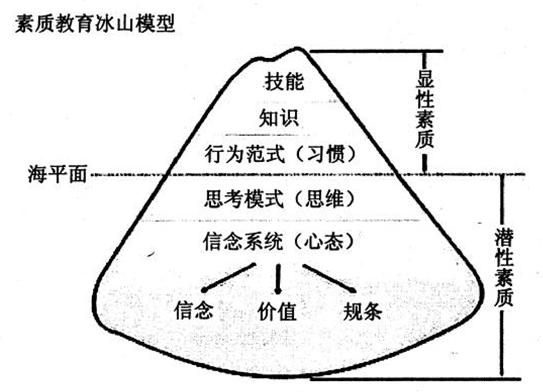 素质教育冰山模型
技能
知识
行为范式（习惯）
显性素质
海平面
思考模式（思维）
信念系统（心态）
信念 价值 规条
潜性素质